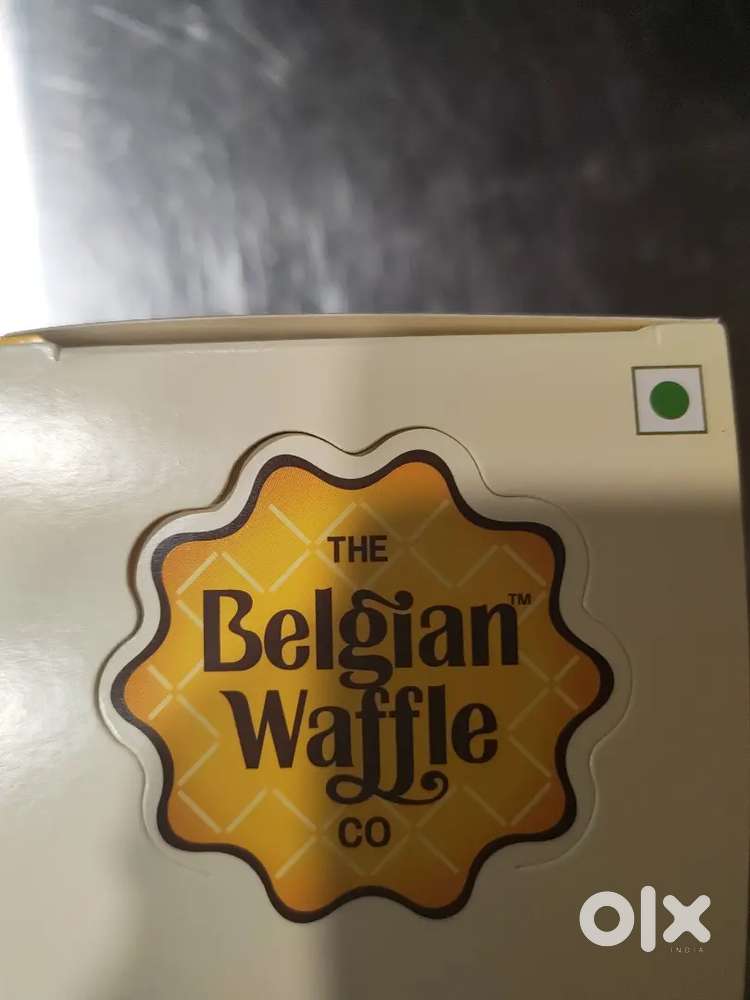 THE
Belgian™
Waffle
CO
olx
INDIA